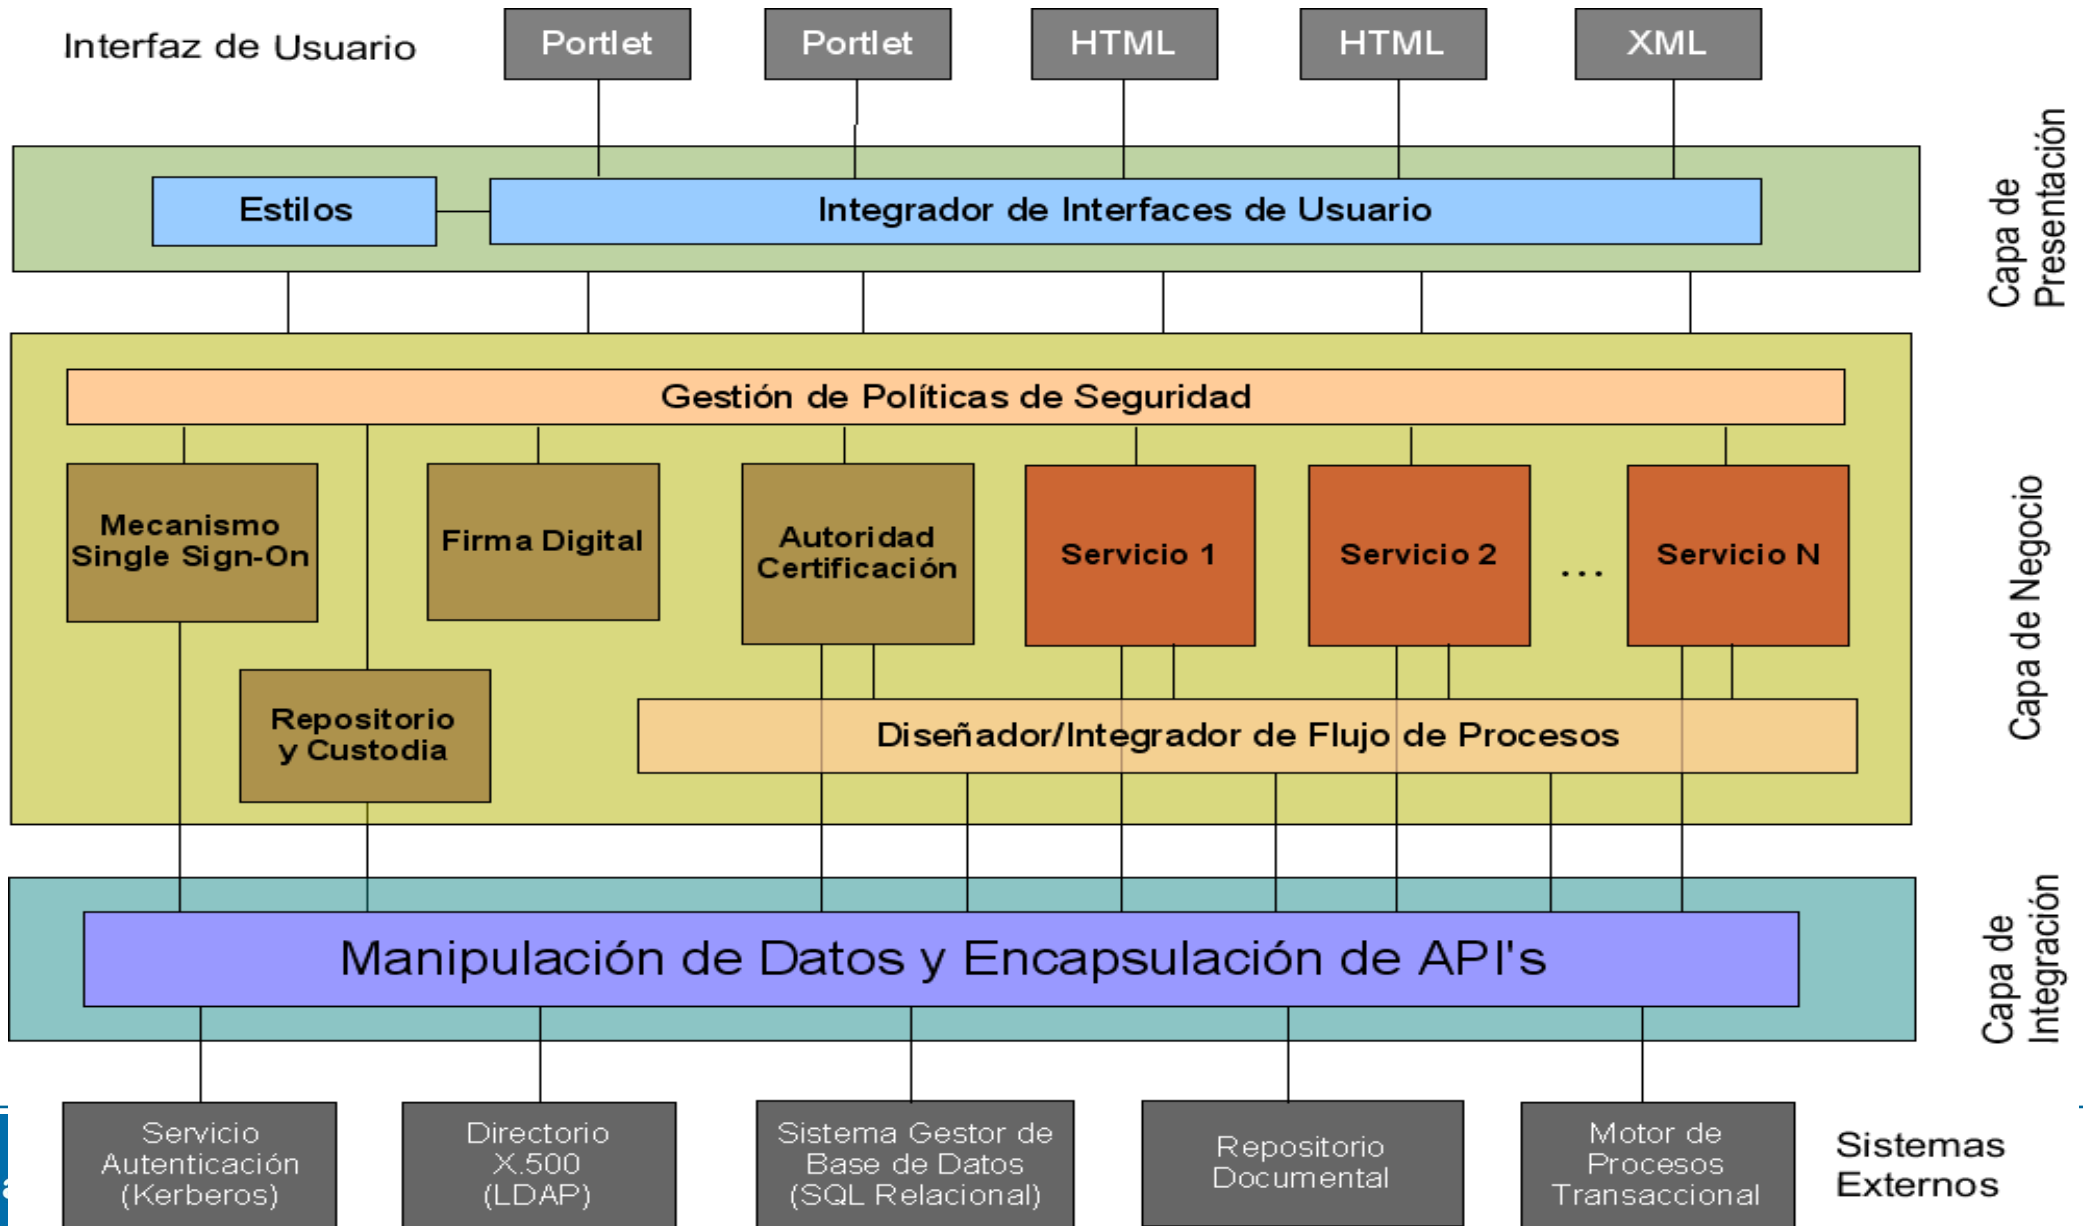 Interfaz de Usuario
Portlet
Portlet
HTML
HTML
XML
Capa de
Presentación
Estilos
Integrador de Interfaces de Usuario
Gestión de Políticas de Seguridad
Capa de Negocio
Mecanismo
Single Sign-On
Firma Digital
Autoridad
Certificación
Servicio 1
Servicio 2
...
Servicio N
Repositorio
y Custodia
Diseñador/Integrador de Flujo de Procesos
Capa de
Integración
Manipulación de Datos y Encapsulación de API's
Servicio
Autenticación
(Kerberos)
Directorio
X.500
(LDAP)
Sistema Gestor de
Base de Datos
(SQL Relacional)
Repositorio
Documental
Motor de
Procesos
Transaccional
Sistemas
Externos